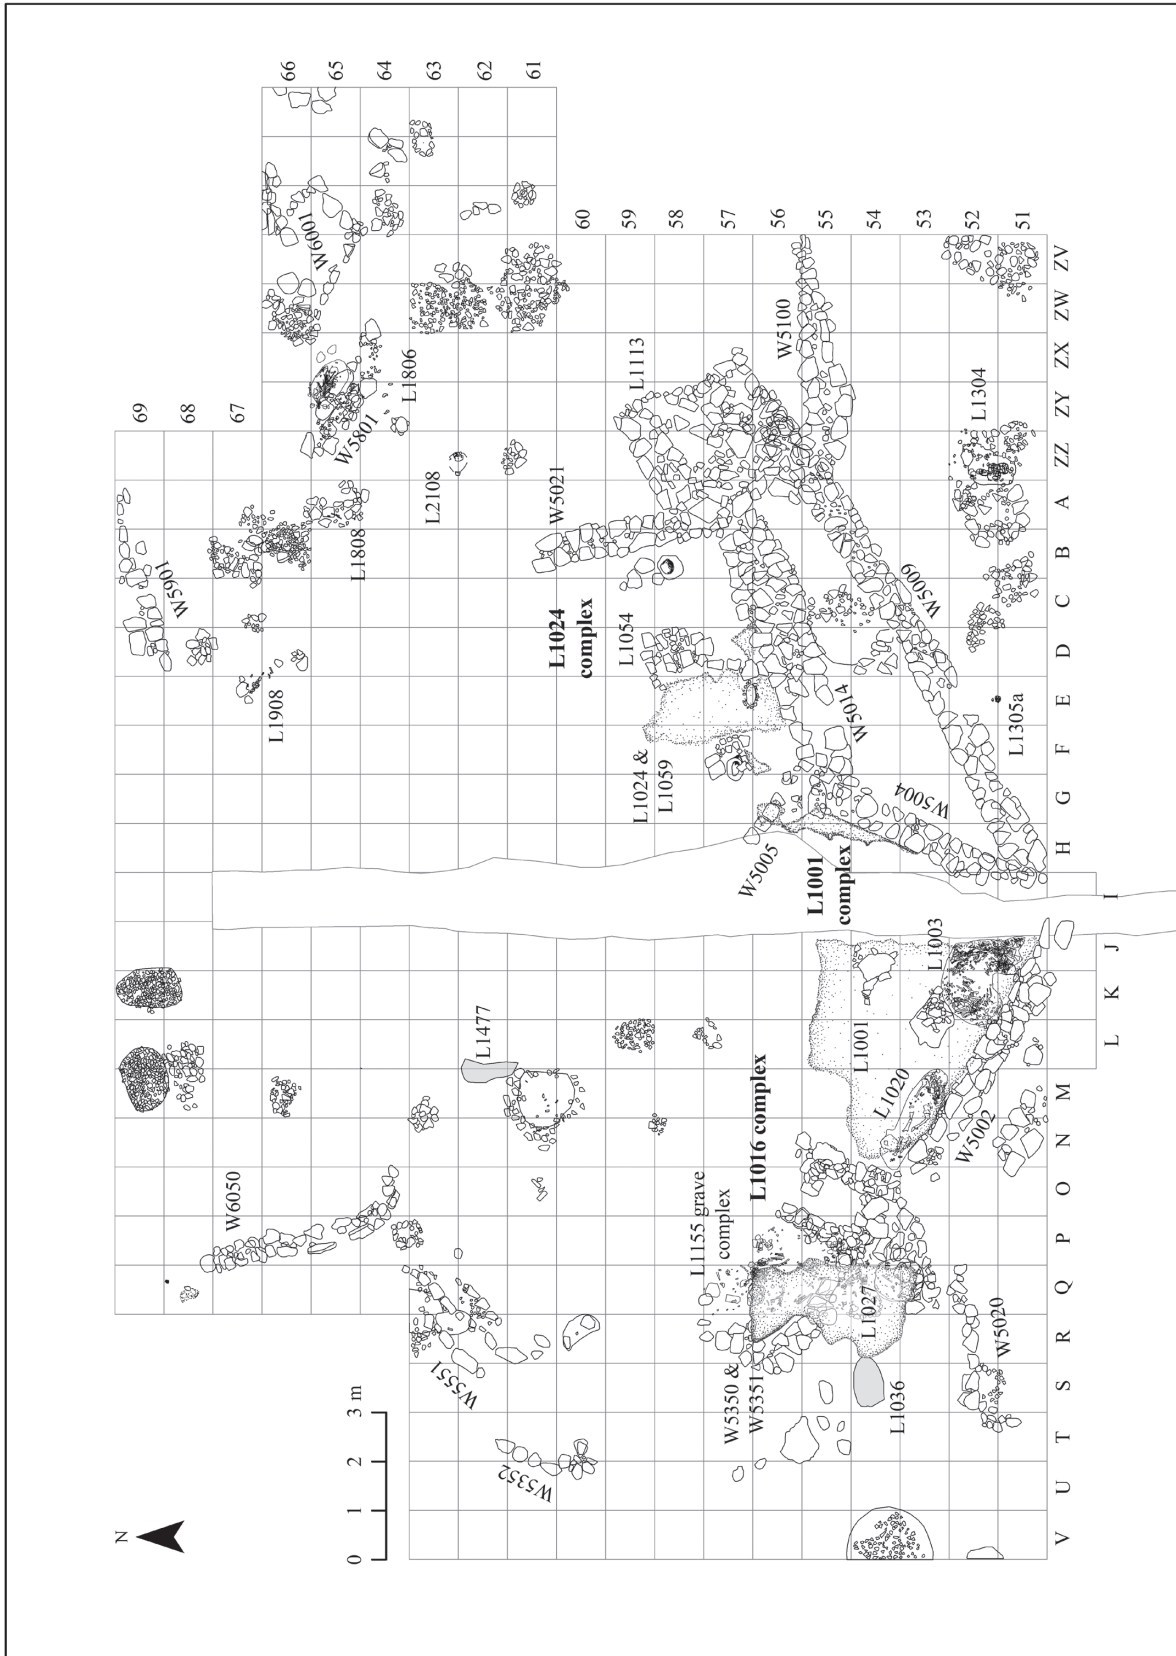 N
0 1 2 3 m
66
65
64
63
62
61
60
59
58
57
56
55
54
53
52
51
69
68
67
V U T S R Q P O N M L K J I H G F E D C B A ZZ ZY ZX ZW ZV
W6001
W5801
L1806
L2108
L1808
W5901
L1908
W5021
L1113
W5100
L1304
L1024
complex
L1054
W5009
L1305a
L1024 &
L1059
W5014
W5004
W5005
L1001
complex
L1003
L1477
L1001
L1020
W5002
L1016 complex
W6050
L1155 grave
complex
L1027
W5020
W5551
W5350 &
W5351
L1036
W5352